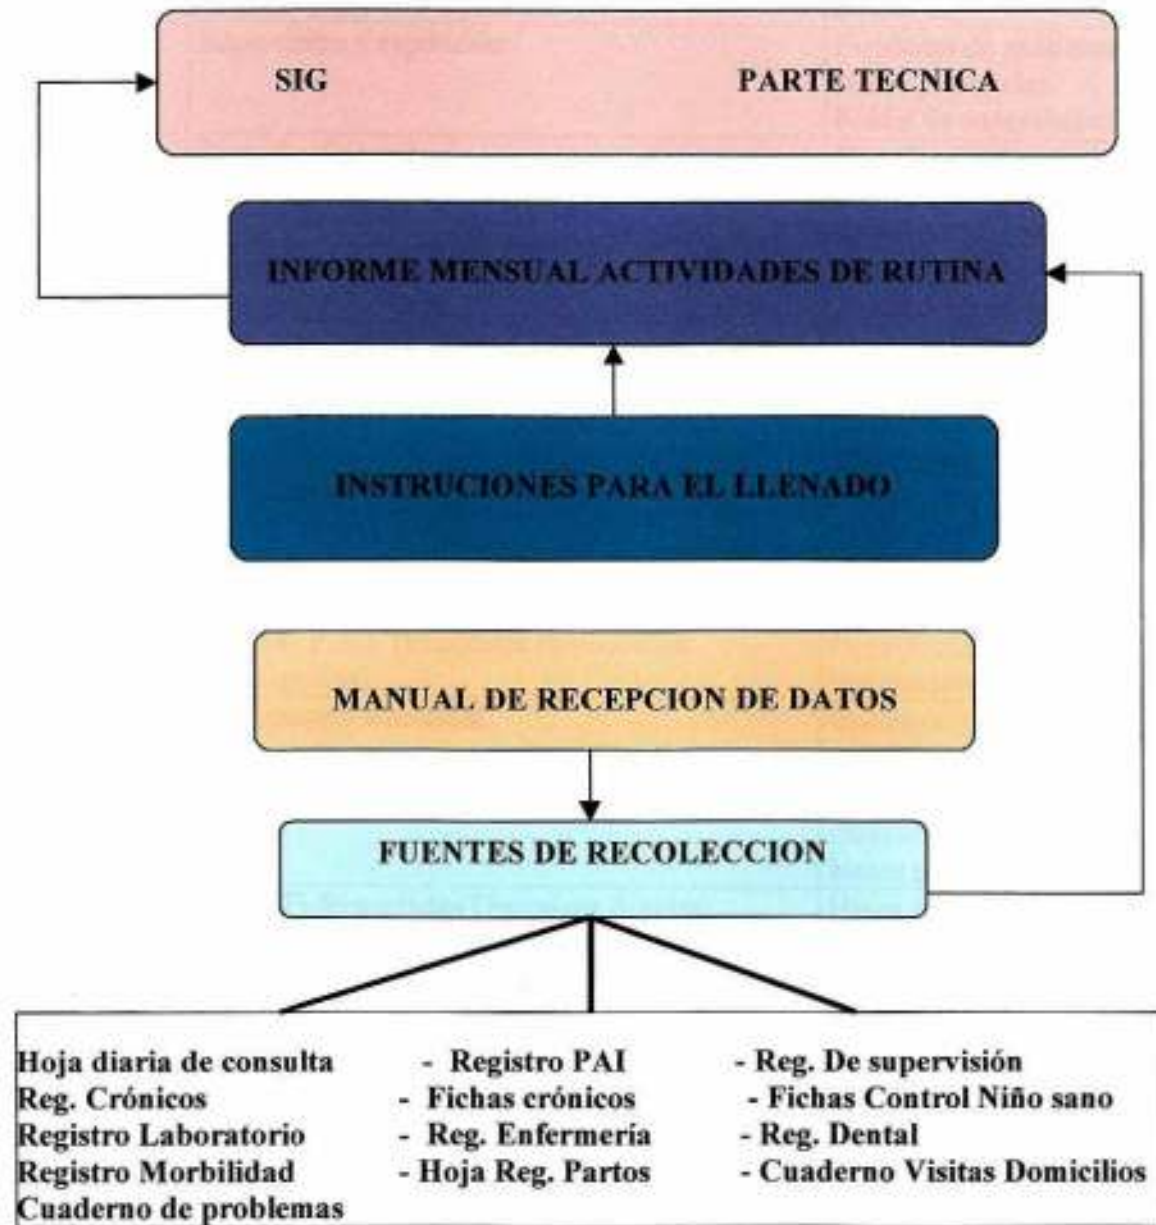 SIG PARTE TECNICA
INFORME MENSUAL ACTIVIDADES DE RUTINA
INSTRUCIONES PARA EL LLENADO
MANUAL DE RECEPCION DE DATOS
FUENTES DE RECOLECCION
Hoja diaria de consulta - Registro PAI - Reg. De supervisión
Reg. Crónicos - Fichas crónicos - Fichas Control Niño sano
Registro Laboratorio - Reg. Enfermería - Reg. Dental
Registro Morbilidad - Hoja Reg. Partos - Cuaderno Visitas Domicilios
Cuaderno de problemas